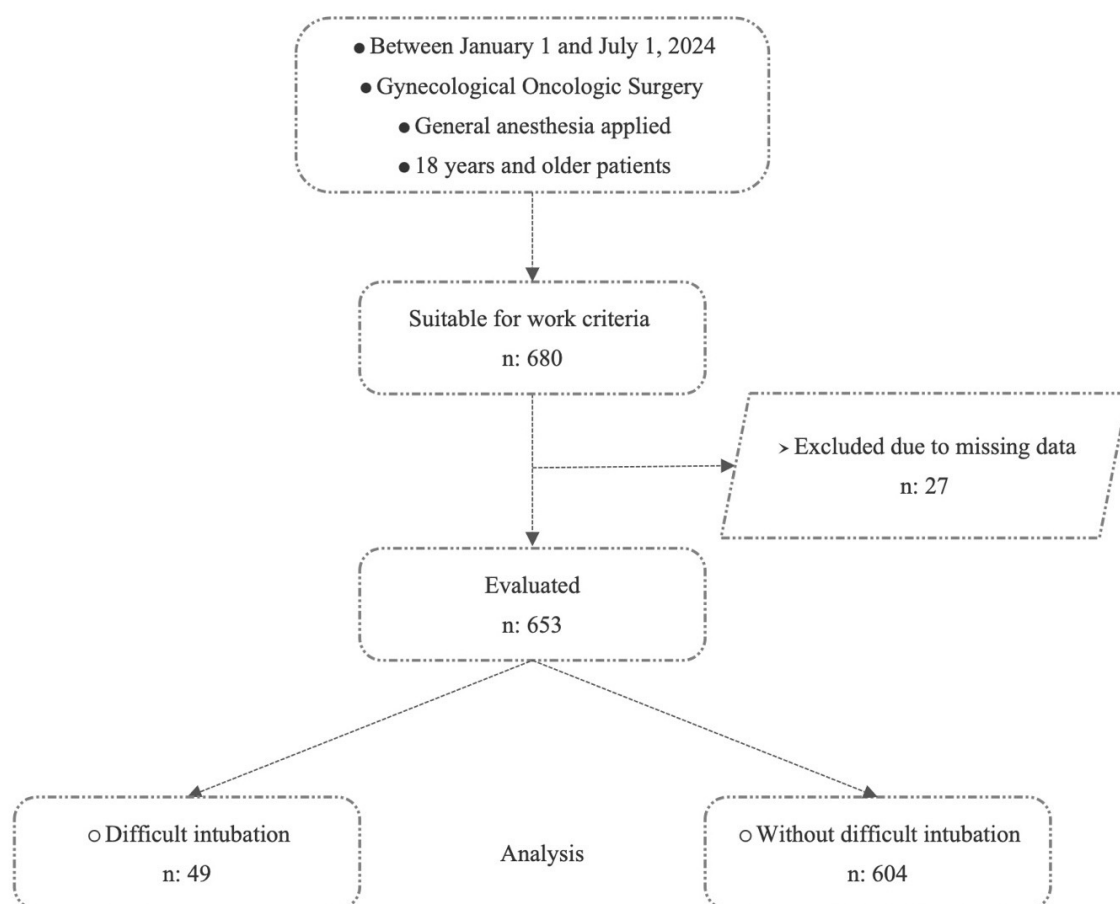 ● Between January 1 and July 1, 2024
● Gynecological Oncologic Surgery
● General anesthesia applied
● 18 years and older patients
Suitable for work criteria
n: 680
➢ Excluded due to missing data
n: 27
Evaluated
n: 653
○ Difficult intubation
n: 49
Analysis
○ Without difficult intubation
n: 604